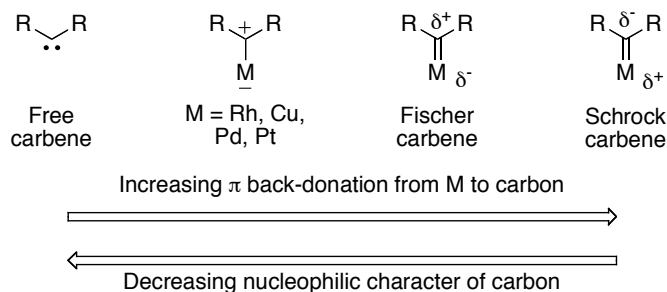 R R
R + R
R δ+ R
R δ- R
••
M
−
M δ-
M δ+
Free
carbene
M = Rh, Cu,
Pd, Pt
Fischer
carbene
Schrock
carbene
Increasing π back-donation from M to carbon
Decreasing nucleophilic character of carbon